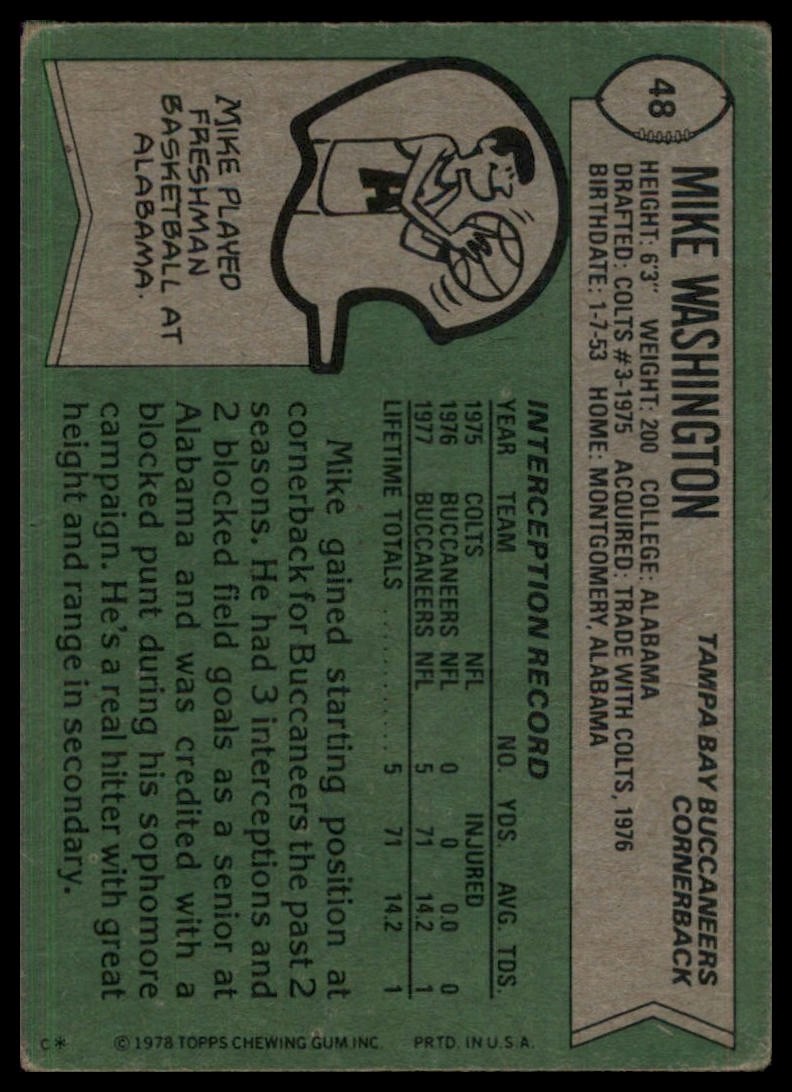 48
MIKE WASHINGTON
TAMPA BAY BUCCANEERS
CORNERBACK
HEIGHT: 6'3" WEIGHT: 200 COLLEGE: ALABAMA
DRAFTED: COLTS #3-1975 ACQUIRED: TRADE WITH COLTS, 1976
BIRTHDATE: 1-7-53 HOME: MONTGOMERY, ALABAMA
A
MIKE PLAYED
FRESHMAN
BASKETBALL AT
ALABAMA.
INTERCEPTION RECORD
YEAR TEAM NO. YDS. AVG. TDS.
1975 COLTS NFL INJURED
1976 BUCCANEERS NFL 0 0 0.0 0
1977 BUCCANEERS NFL 5 71 14.2 1
LIFETIME TOTALS .............. 5 71 14.2 1
Mike gained starting position at
cornerback for Buccaneers the past 2
seasons. He had 3 interceptions and
2 blocked field goals as a senior at
Alabama and was credited with a
blocked punt during his sophomore
campaign. He's a real hitter with great
height and range in secondary.
C* © 1978 TOPPS CHEWING GUM INC. PRTD. IN U.S.A.